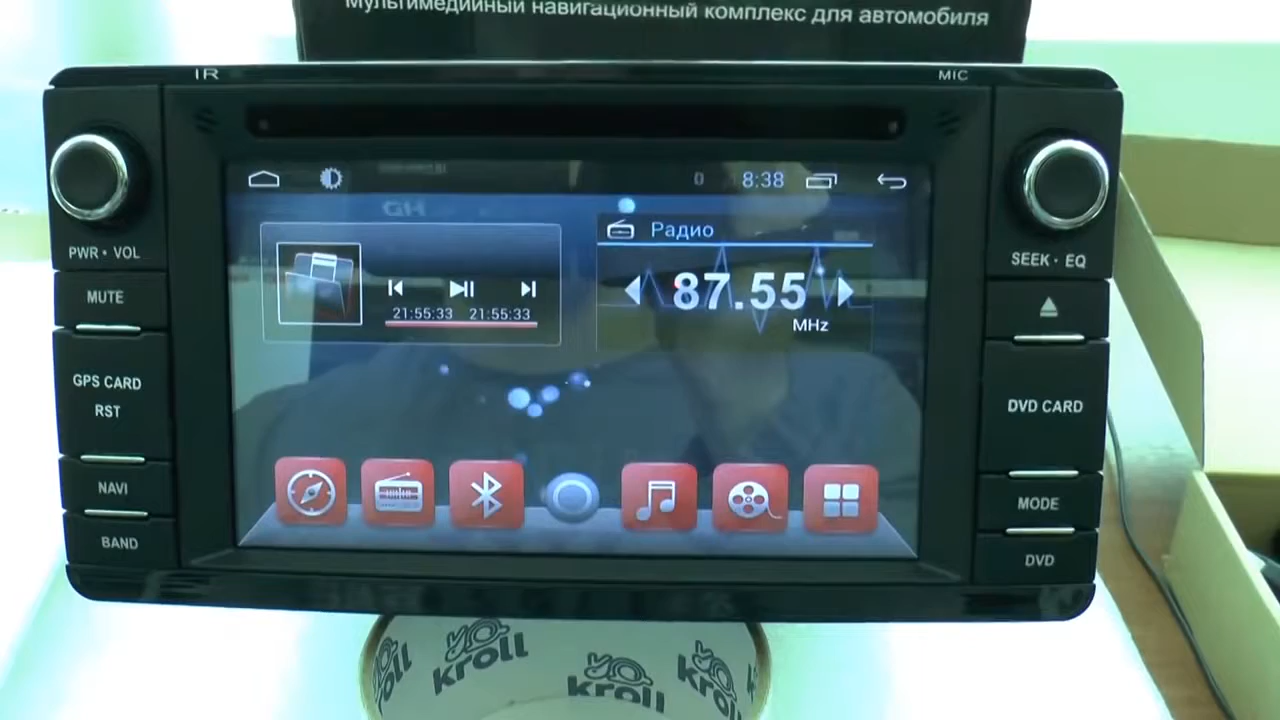 Мультимедийный навигационный комплекс для автомобиля
IR
MIC
PWR • VOL
MUTE
GPS CARD
RST
NAVI
BAND
8:38
Радио
87.55
MHz
21:55:33 21:55:33
SEEK • EQ
DVD CARD
MODE
DVD
kroll
kroll
kroll
kroll